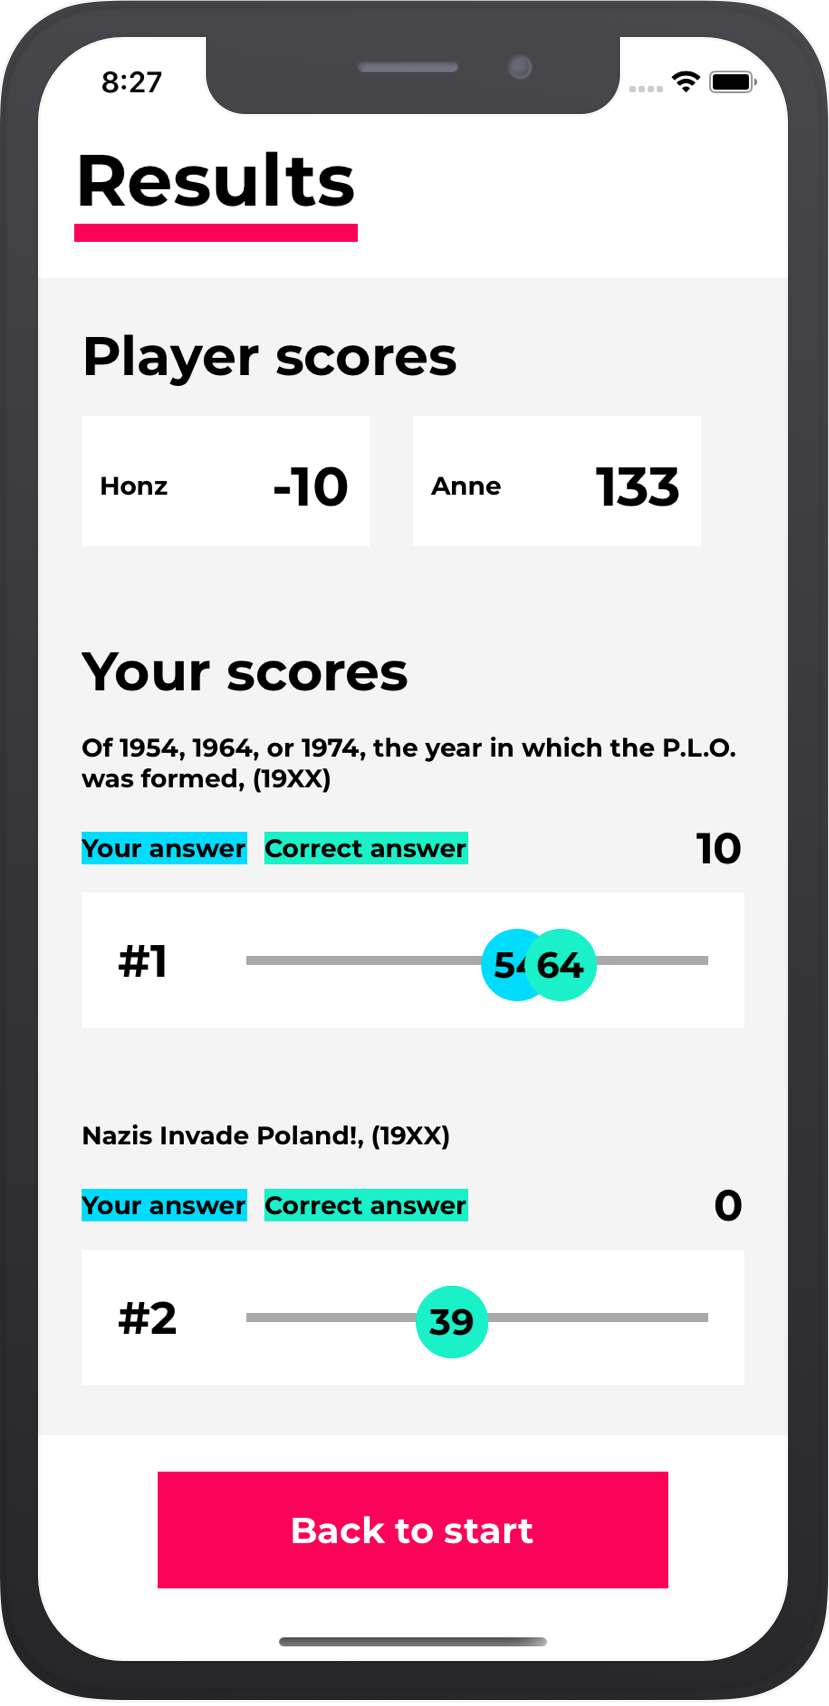 8:27
Results
Player scores
Honz -10
Anne 133
Your scores
Of 1954, 1964, or 1974, the year in which the P.L.O.
was formed, (19XX)
Your answer Correct answer 10
#1 54 64
Nazis Invade Poland!, (19XX)
Your answer Correct answer 0
#2 39
Back to start